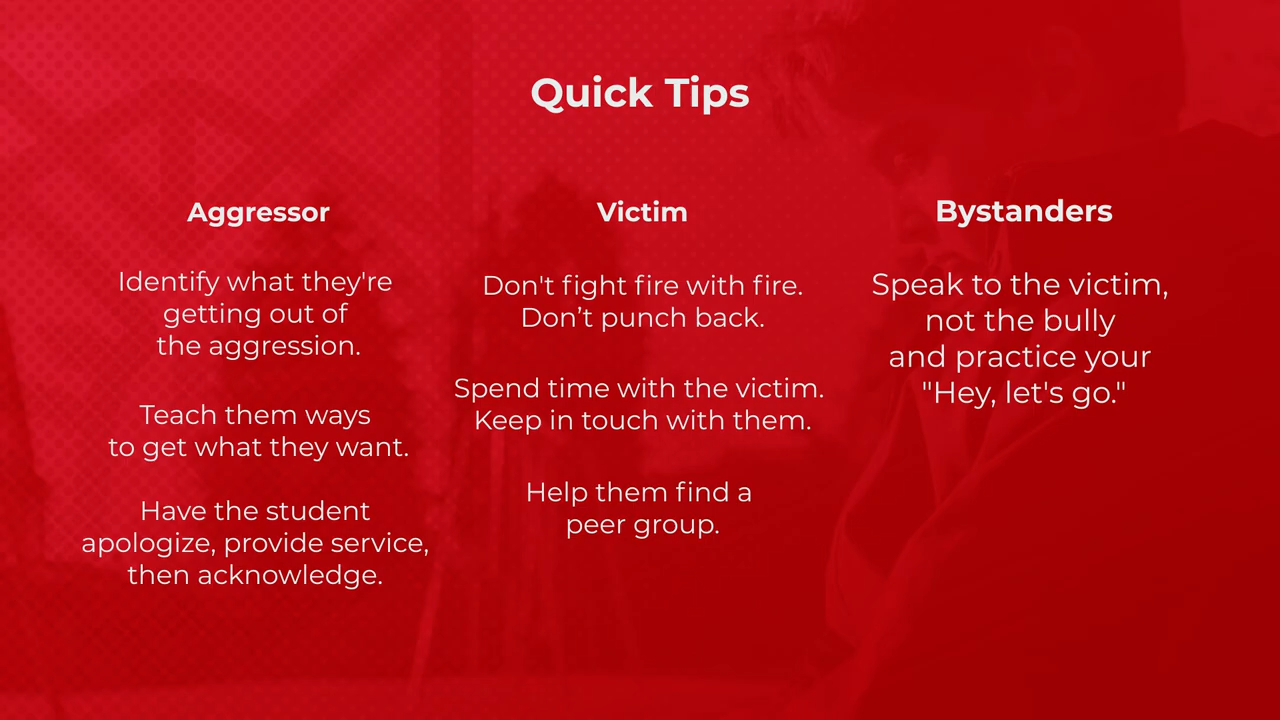 Quick Tips
Aggressor
Identify what they're
getting out of
the aggression.
Teach them ways
to get what they want.
Have the student
apologize, provide service,
then acknowledge.
Victim
Don't fight fire with fire.
Don’t punch back.
Spend time with the victim.
Keep in touch with them.
Help them find a
peer group.
Bystanders
Speak to the victim,
not the bully
and practice your
"Hey, let's go."